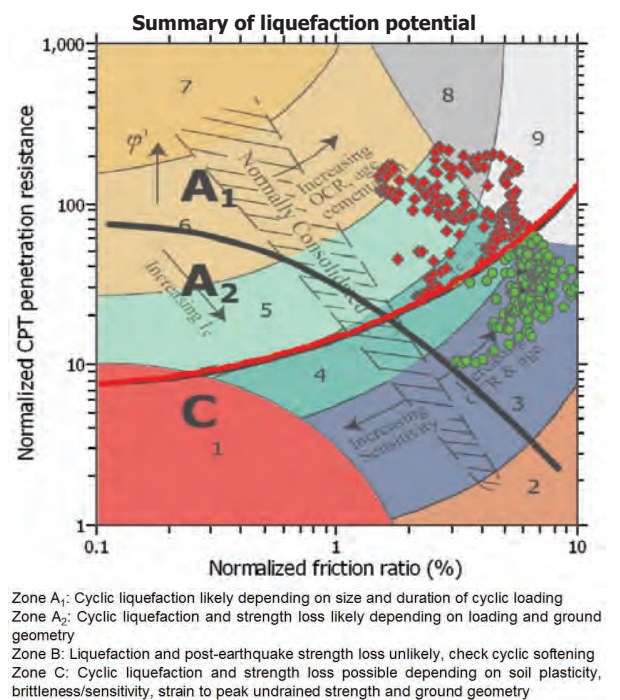 Summary of liquefaction potential
Normalized CPT penetration resistance
1,000
100
10
1
7
8
9
φ'
Increasing
OCR, age,
A₁
Normally Consolidated
6
A₂
Increasing Ic
5
4
C
1
Increasing
Sensitivity
3
2
0.1
1
10
Normalized friction ratio (%)
Zone A₁: Cyclic liquefaction likely depending on size and duration of cyclic loading
Zone A₂: Cyclic liquefaction and strength loss likely depending on loading and ground
geometry
Zone B: Liquefaction and post-earthquake strength loss unlikely, check cyclic softening
Zone C: Cyclic liquefaction and strength loss possible depending on soil plasticity,
brittleness/sensitivity, strain to peak undrained strength and ground geometry